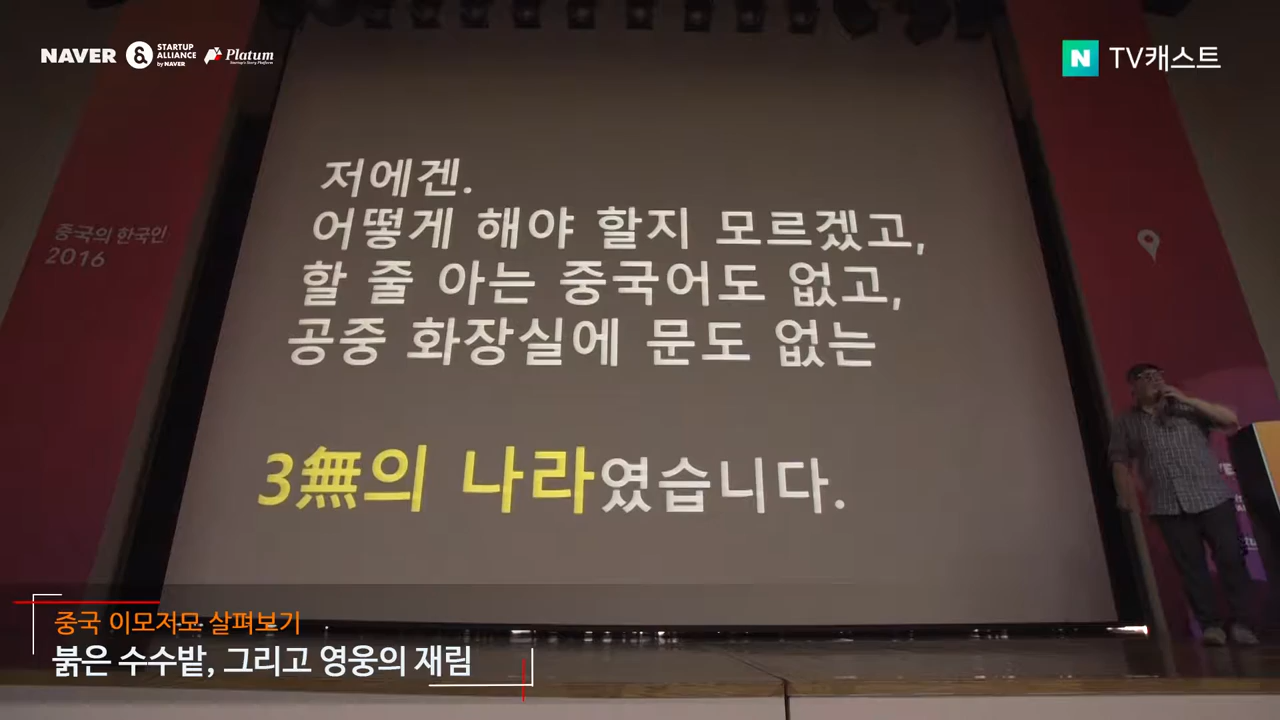 NAVER
&
STARTUP
ALLIANCE
by NAVER
Platum
N TV캐스트
저에겐.
어떻게 해야 할지 모르겠고,
할 줄 아는 중국어도 없고,
공중 화장실에 문도 없는
3無의 나라였습니다.
중국의 한국인
2016
중국 이모저모 살펴보기
붉은 수수밭, 그리고 영웅의 재림